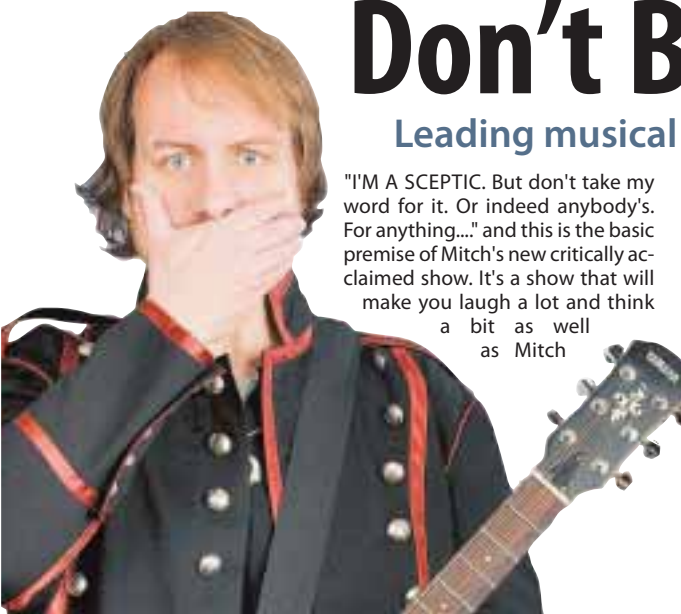 Don't B
Leading musical
"I'M A SCEPTIC. But don't take my
word for it. Or indeed anybody's.
For anything...." and this is the basic
premise of Mitch's new critically ac-
claimed show. It's a show that will
make you laugh a lot and think
a bit as well
as Mitch
YAMAHA